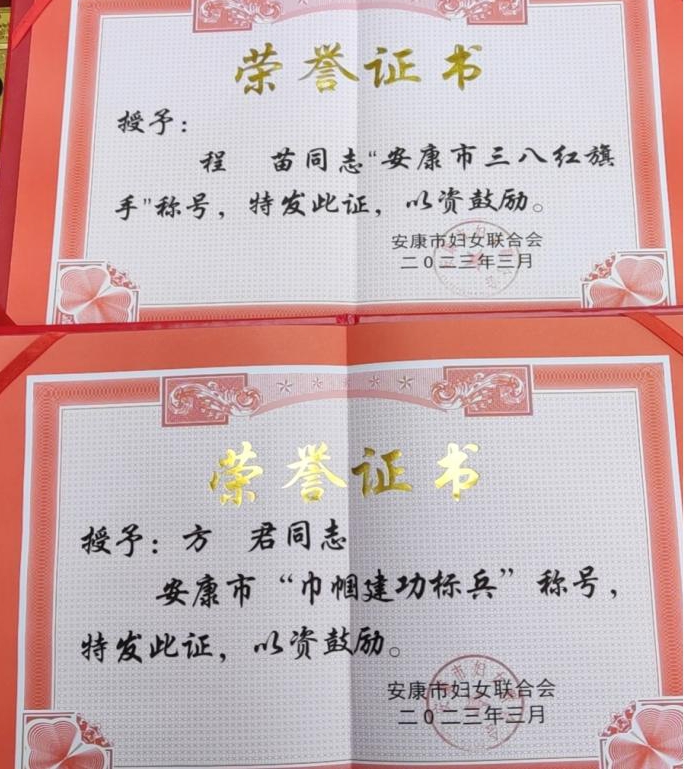 荣誉证书
授予：
程　苗同志“安康市三八红旗
手”称号，特发此证，以资鼓励。
安康市妇女联合会
二〇二三年三月
荣誉证书
授予：方　君同志
安康市“巾帼建功标兵”称号，
特发此证，以资鼓励。
安康市妇女联合会
二〇二三年三月